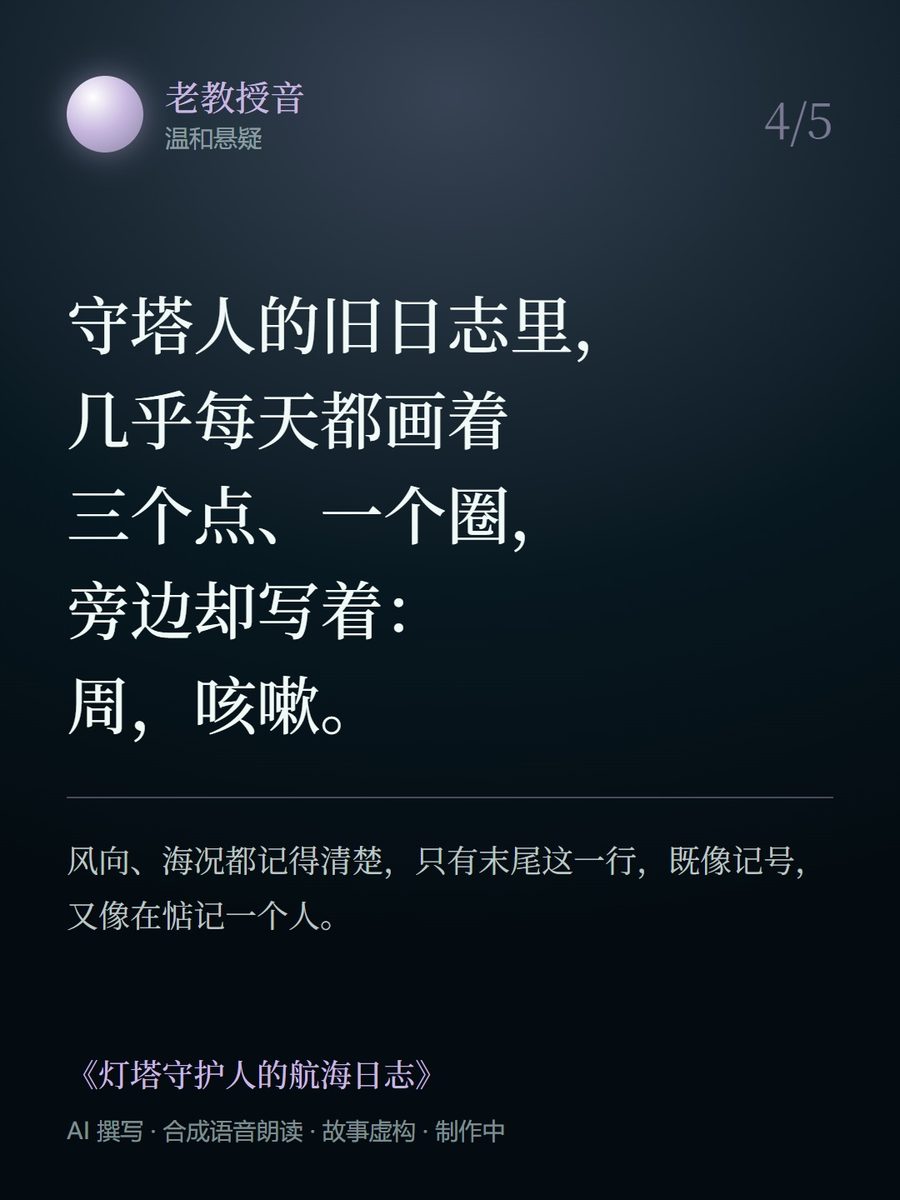 老教授音
温和悬疑
4/5
守塔人的旧日志里，
几乎每天都画着
三个点、一个圈，
旁边却写着：
周，咳嗽。
风向、海况都记得清楚，只有末尾这一行，既像记号，
又像在惦记一个人。
《灯塔守护人的航海日志》
AI 撰写 · 合成语音朗读 · 故事虚构 · 制作中